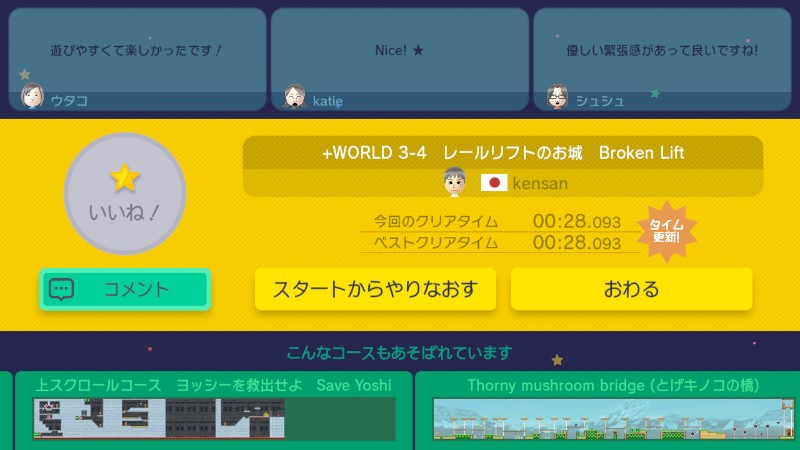 遊びやすくて楽しかったです！
Nice! ★
優しい緊張感があって良いですね!
ウタコ
katie
シュシュ
+WORLD 3-4　レールリフトのお城　Broken Lift
kensan
いいね！
今回のクリアタイム 00:28.093
ベストクリアタイム 00:28.093
タイム
更新!
コメント
スタートからやりなおす
おわる
こんなコースもあそばれています
上スクロールコース　ヨッシーを救出せよ　Save Yoshi
Thorny mushroom bridge (とげキノコの橋)